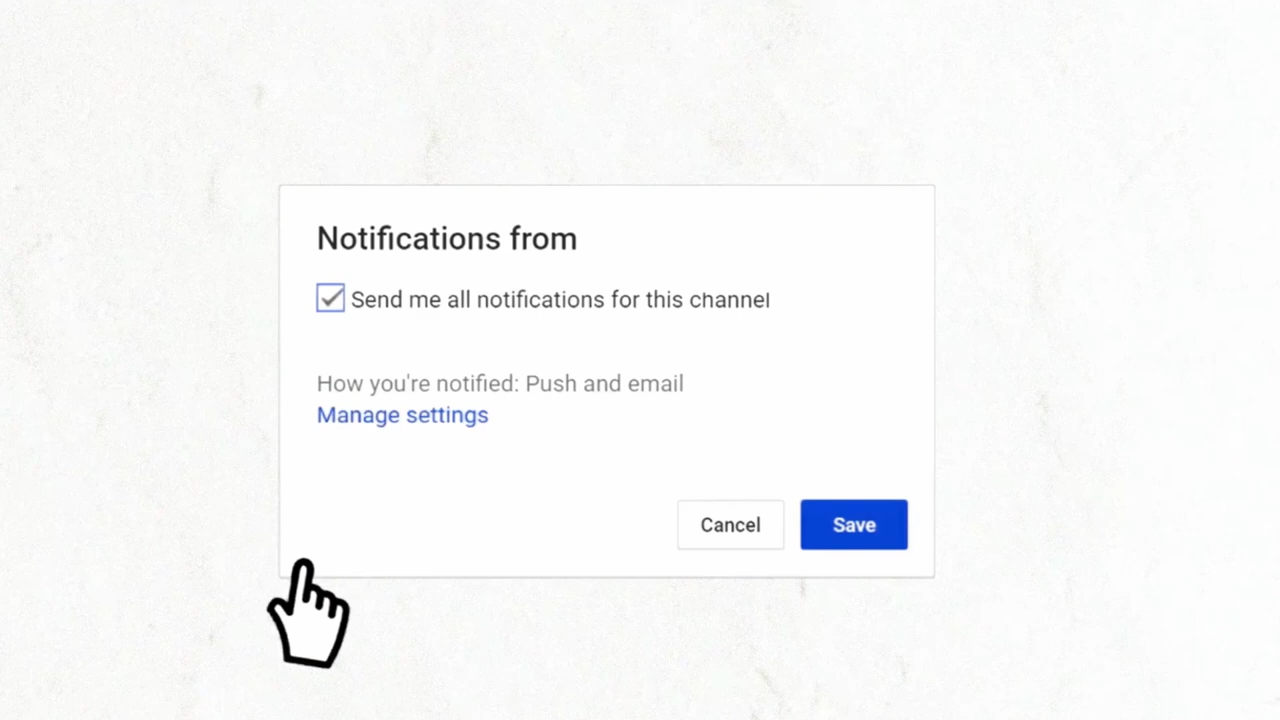 Notifications from
Send me all notifications for this channel
How you're notified: Push and email
Manage settings
Cancel
Save